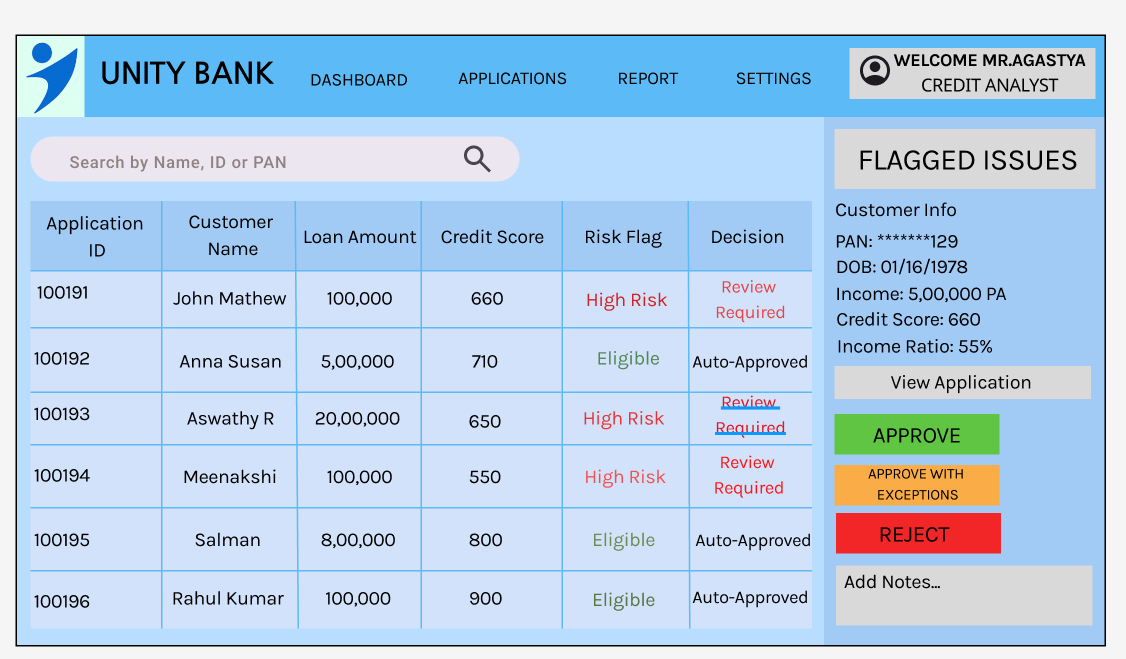 UNITY BANK
DASHBOARD
APPLICATIONS
REPORT
SETTINGS
WELCOME MR.AGASTYA
CREDIT ANALYST
Search by Name, ID or PAN
Application
ID
Customer
Name
Loan Amount
Credit Score
Risk Flag
Decision
100191
John Mathew
100,000
660
High Risk
Review
Required
100192
Anna Susan
5,00,000
710
Eligible
Auto-Approved
100193
Aswathy R
20,00,000
650
High Risk
Review
Required
100194
Meenakshi
100,000
550
High Risk
Review
Required
100195
Salman
8,00,000
800
Eligible
Auto-Approved
100196
Rahul Kumar
100,000
900
Eligible
Auto-Approved
FLAGGED ISSUES
Customer Info
PAN: *******129
DOB: 01/16/1978
Income: 5,00,000 PA
Credit Score: 660
Income Ratio: 55%
View Application
APPROVE
APPROVE WITH
EXCEPTIONS
REJECT
Add Notes...